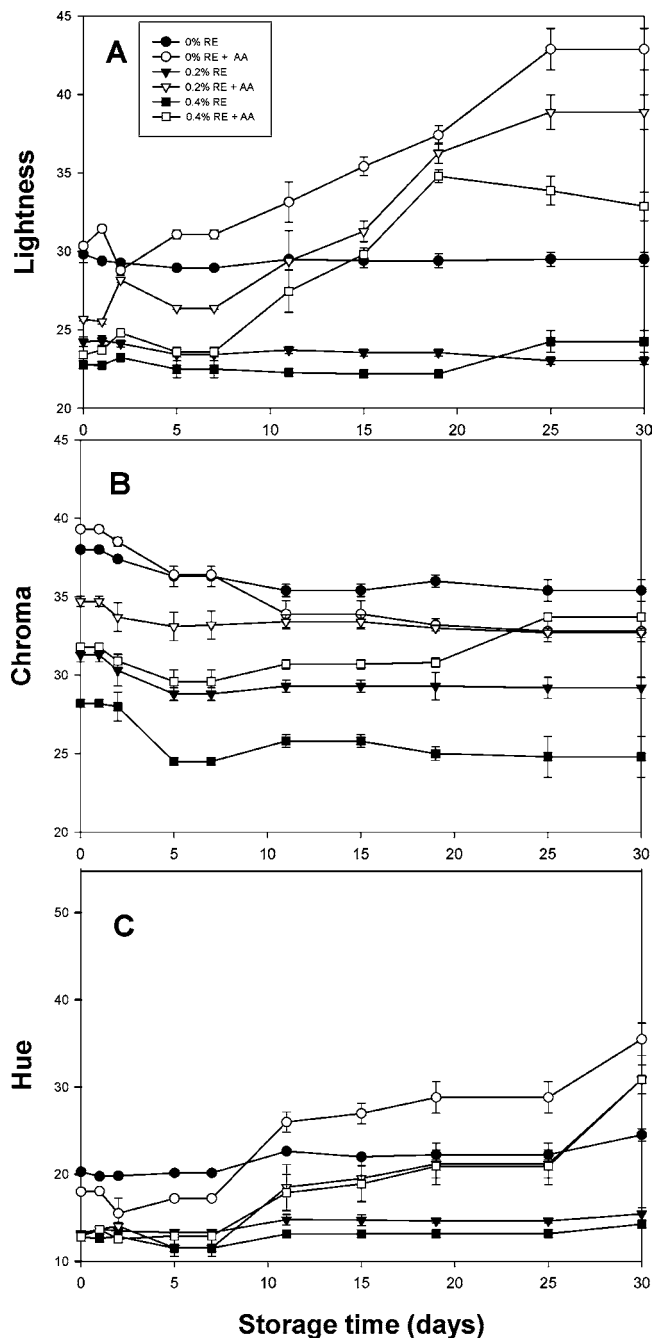 A
0% RE
0% RE + AA
0.2% RE
0.2% RE + AA
0.4% RE
0.4% RE + AA
45
40
35
30
25
20
Lightness
0 5 10 15 20 25 30
B
45
40
35
30
25
20
Chroma
0 5 10 15 20 25 30
C
50
40
30
20
10
Hue
0 5 10 15 20 25 30
Storage time (days)